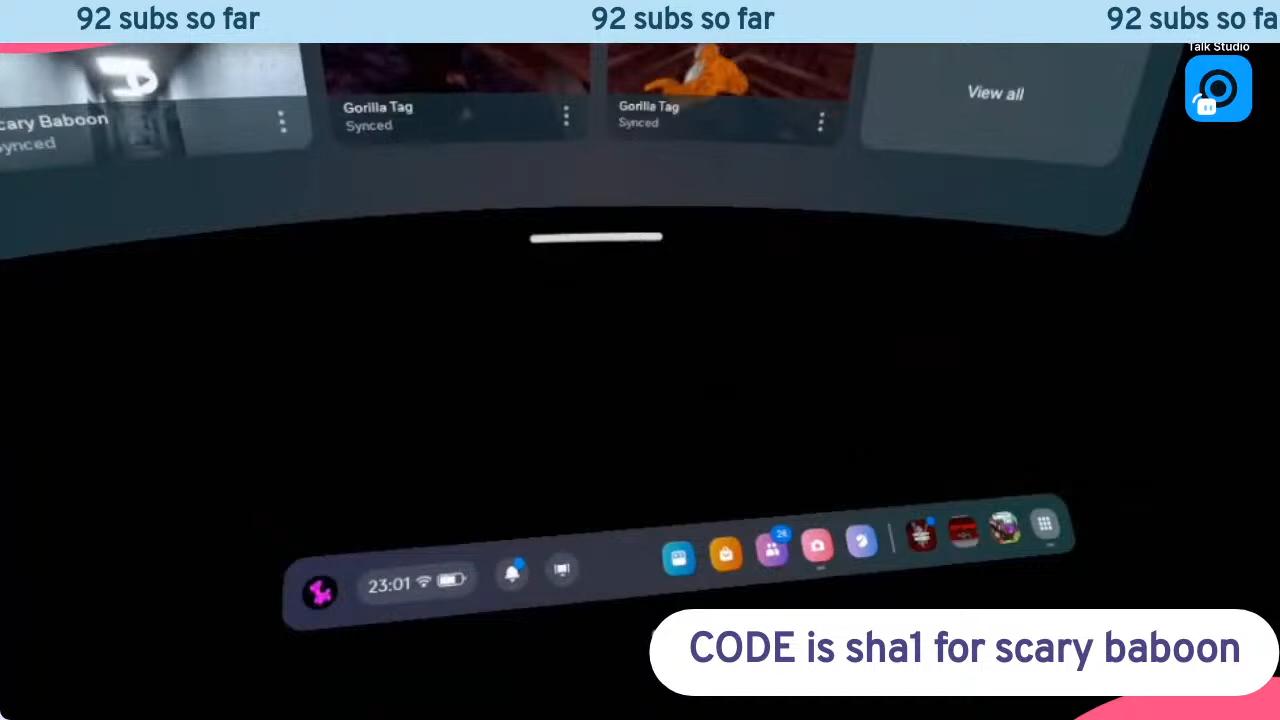 92 subs so far 92 subs so far 92 subs so fa
Talk Studio
cary Baboon
ynced
Gorilla Tag
Synced
Gorilla Tag
Synced
View all
23:01
26
CODE is sha1 for scary baboon